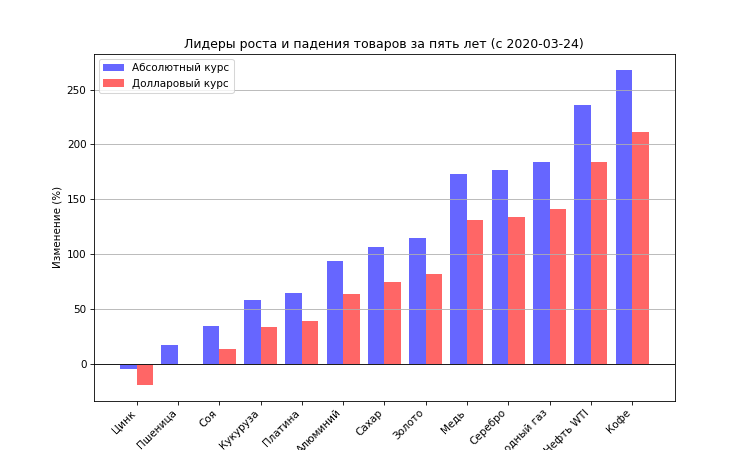 Лидеры роста и падения товаров за пять лет (с 2020-03-24)
Абсолютный курс
Долларовый курс
Изменение (%)
250
200
150
100
50
0
Цинк
Пшеница
Соя
Кукуруза
Платина
Алюминий
Сахар
Золото
Медь
Серебро
одный газ
Нефть WTI
Кофе